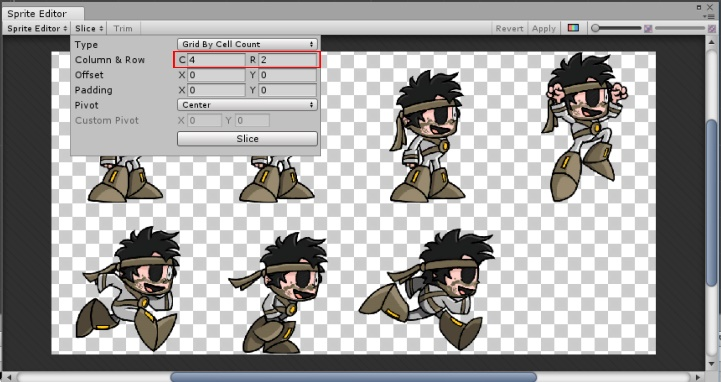 Sprite Editor
Sprite Editor Slice Trim Revert Apply
Type Grid By Cell Count
Column & Row C 4 R 2
Offset X 0 Y 0
Padding X 0 Y 0
Pivot Center
Custom Pivot X 0 Y 0
Slice